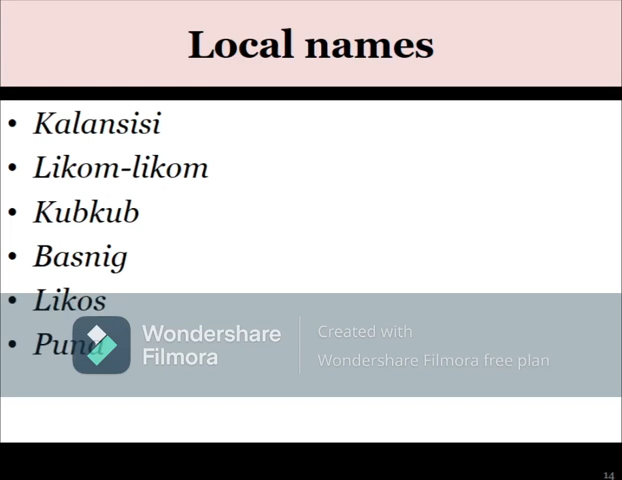 Local names
• Kalansisi
• Likom-likom
• Kubkub
• Basnig
• Likos
Wondershare
Filmora
Created with
Wondershare Filmora free plan
14